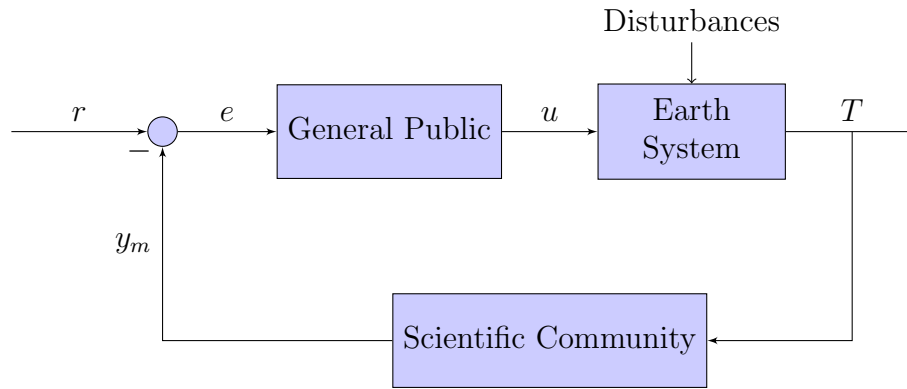 Disturbances
r
e
General Public
u
Earth
System
T
−
y_m
Scientific Community